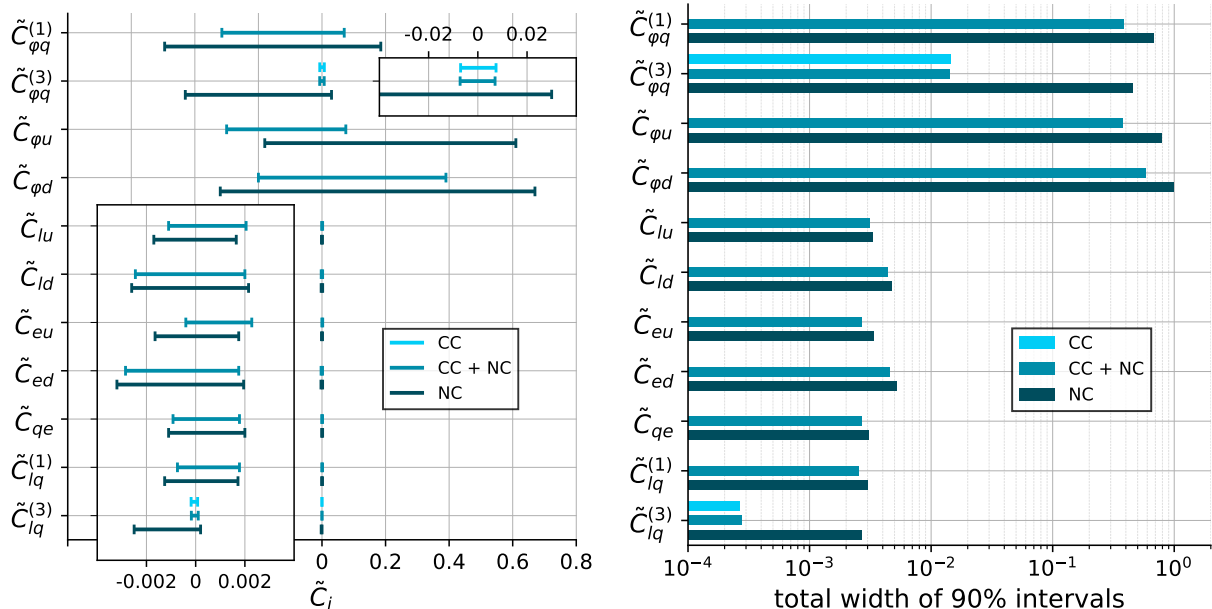 C̃φq(1)
C̃φq(3)
C̃φu
C̃φd
C̃lu
C̃ld
C̃eu
C̃ed
C̃qe
C̃lq(1)
C̃lq(3)
-0.02 0 0.02
CC
CC + NC
NC
-0.002 0 0.002
0 0.2 0.4 0.6 0.8
C̃i
C̃φq(1)
C̃φq(3)
C̃φu
C̃φd
C̃lu
C̃ld
C̃eu
C̃ed
C̃qe
C̃lq(1)
C̃lq(3)
CC
CC + NC
NC
10⁻⁴ 10⁻³ 10⁻² 10⁻¹ 10⁰
total width of 90% intervals